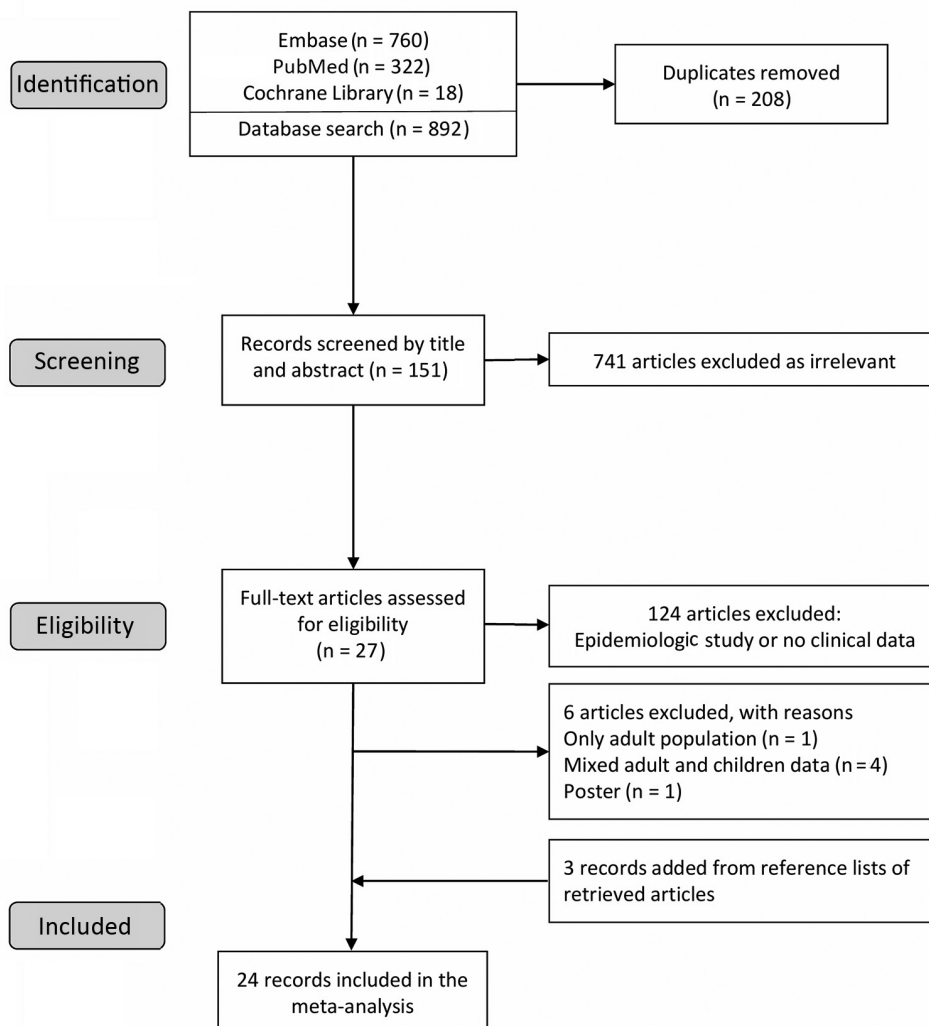 Identification
Embase (n = 760)
PubMed (n = 322)
Cochrane Library (n = 18)
Database search (n = 892)
Duplicates removed
(n = 208)
Screening
Records screened by title
and abstract (n = 151)
741 articles excluded as irrelevant
Eligibility
Full-text articles assessed
for eligibility
(n = 27)
124 articles excluded:
Epidemiologic study or no clinical data
6 articles excluded, with reasons
Only adult population (n = 1)
Mixed adult and children data (n = 4)
Poster (n = 1)
3 records added from reference lists of
retrieved articles
Included
24 records included in the
meta-analysis